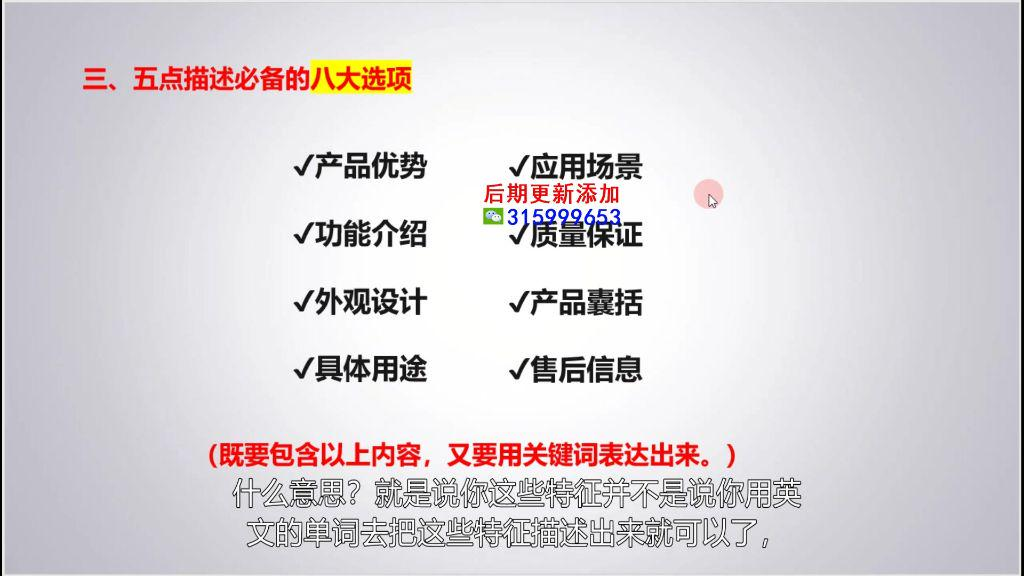 三、五点描述必备的八大选项
✓产品优势 ✓应用场景
后期更新添加
315999653
✓功能介绍 ✓质量保证
✓外观设计 ✓产品囊括
✓具体用途 ✓售后信息
（既要包含以上内容，又要用关键词表达出来。）
什么意思？就是说你这些特征并不是说你用英
文的单词去把这些特征描述出来就可以了，